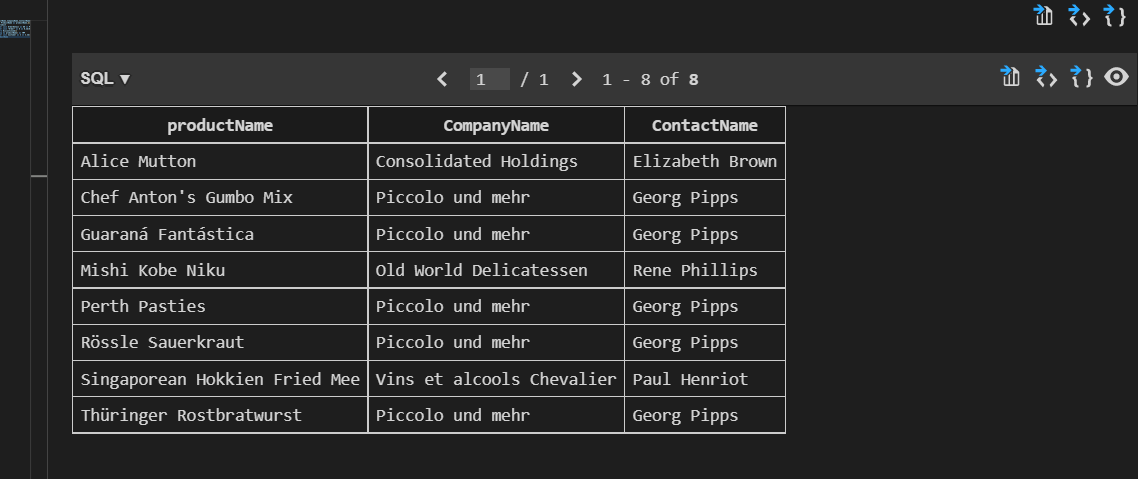 SQL ▼ 1 / 1 1 - 8 of 8
productName CompanyName ContactName
Alice Mutton Consolidated Holdings Elizabeth Brown
Chef Anton's Gumbo Mix Piccolo und mehr Georg Pipps
Guaraná Fantástica Piccolo und mehr Georg Pipps
Mishi Kobe Niku Old World Delicatessen Rene Phillips
Perth Pasties Piccolo und mehr Georg Pipps
Rössle Sauerkraut Piccolo und mehr Georg Pipps
Singaporean Hokkien Fried Mee Vins et alcools Chevalier Paul Henriot
Thüringer Rostbratwurst Piccolo und mehr Georg Pipps